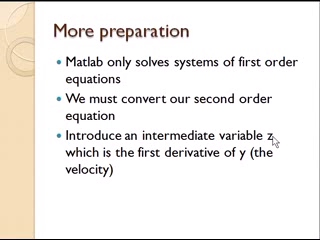 More preparation
Matlab only solves systems of first order
equations
We must convert our second order
equation
Introduce an intermediate variable z
which is the first derivative of y (the
velocity)